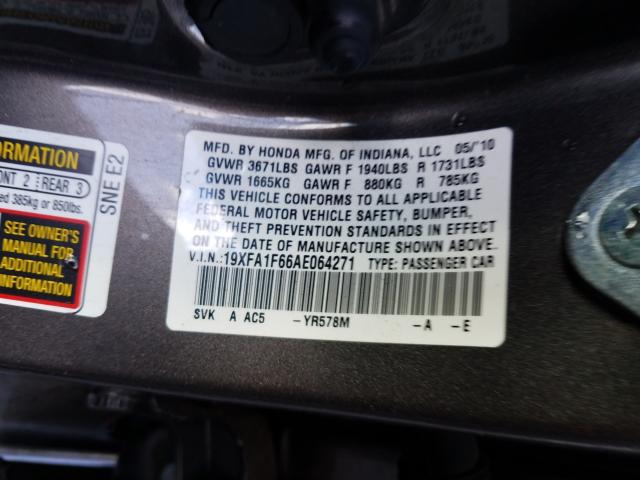 ORMATION
ONT 2 REAR 3
ed 385kg or 850lbs.
SEE OWNER'S
MANUAL FOR
ADDITIONAL
INFORMATION
SNE E2
MFD. BY HONDA MFG. OF INDIANA, LLC 05/'10
GVWR 3671LBS GAWR F 1940LBS R 1731LBS
GVWR 1665KG GAWR F 880KG R 785KG
THIS VEHICLE CONFORMS TO ALL APPLICABLE
FEDERAL MOTOR VEHICLE SAFETY, BUMPER,
AND THEFT PREVENTION STANDARDS IN EFFECT
ON THE DATE OF MANUFACTURE SHOWN ABOVE.
V.I.N.:19XFA1F66AE064271 TYPE: PASSENGER CAR
SVK A AC5 -YR578M -A -E